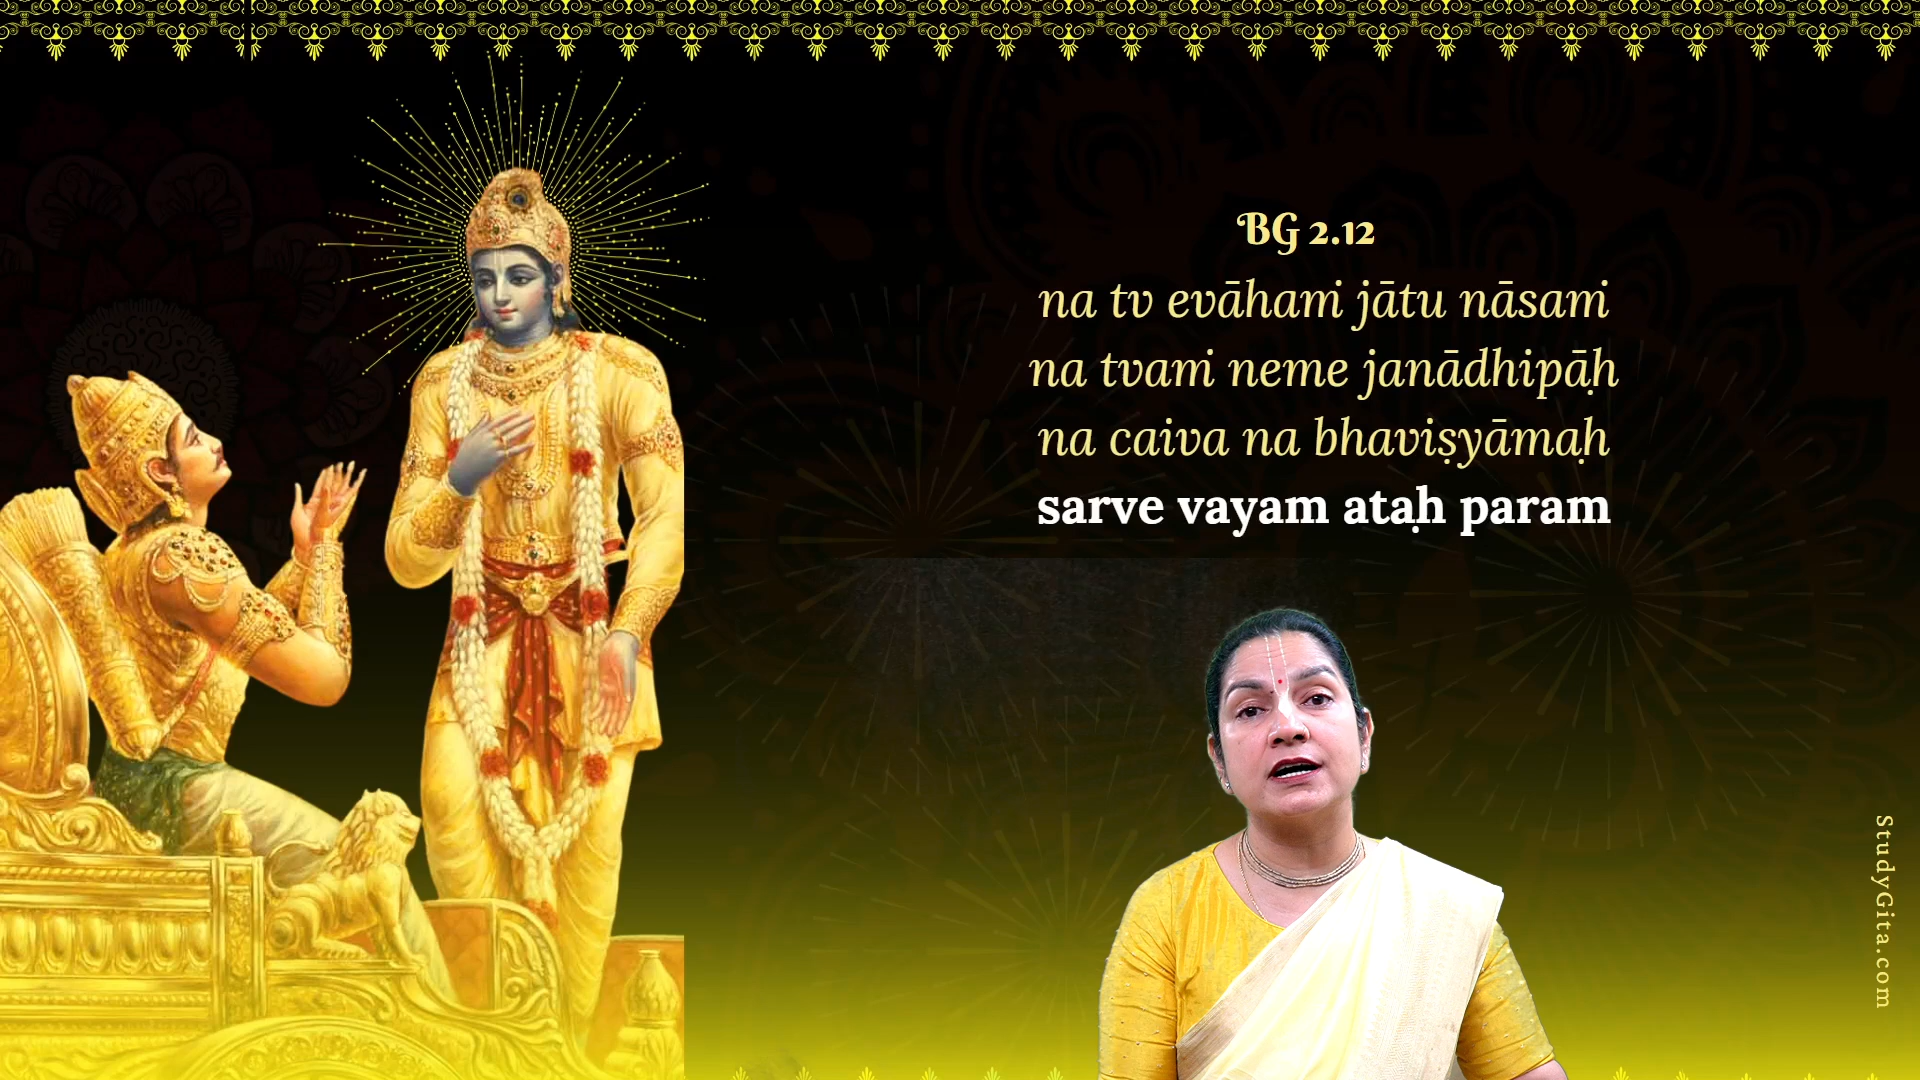 BG 2.12
na tv evāhaṁ jātu nāsaṁ
na tvaṁ neme janādhipāḥ
na caiva na bhaviṣyāmaḥ
sarve vayam ataḥ param
StudyGita.com